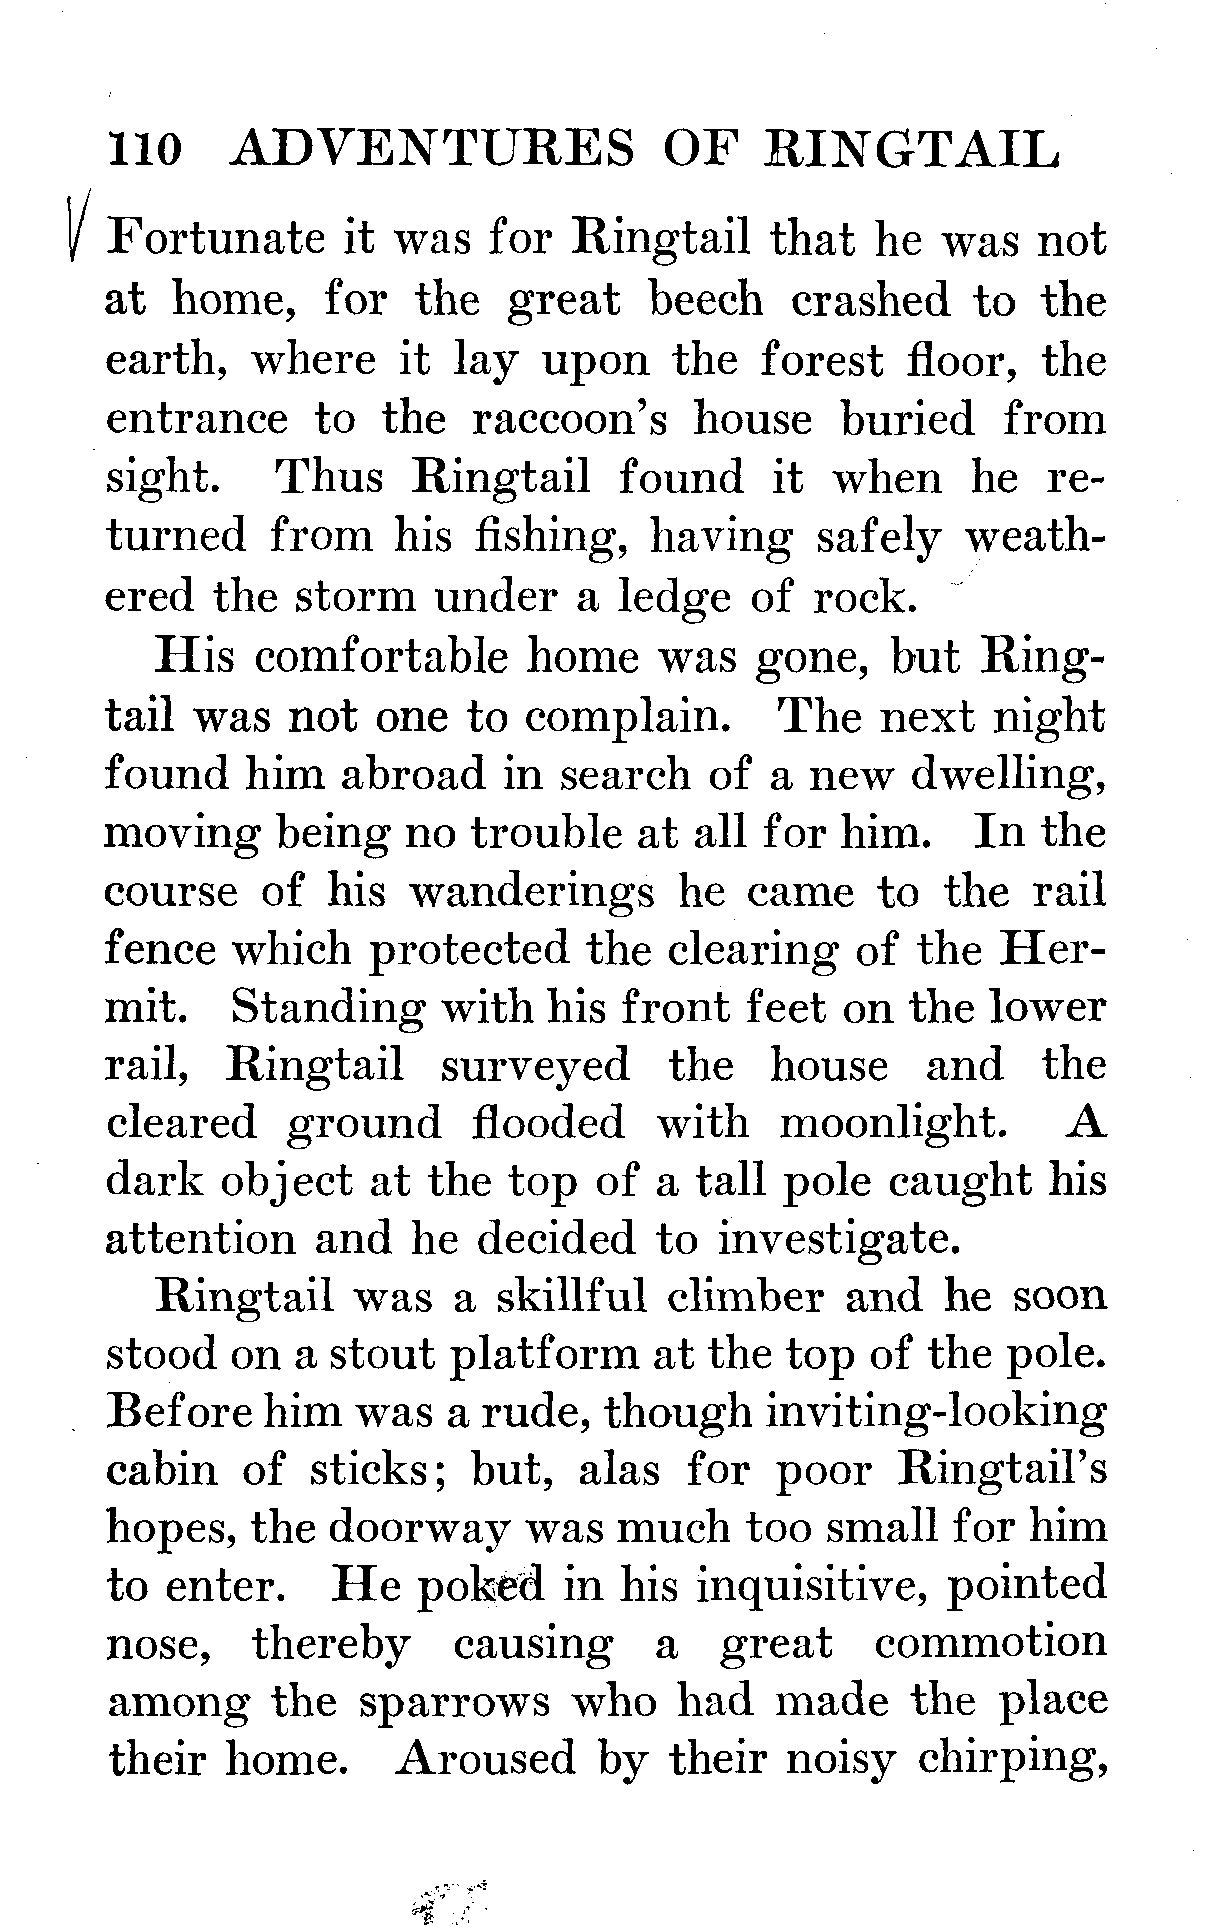 110 ADVENTURES OF RINGTAIL
Fortunate it was for Ringtail that he was not
at home, for the great beech crashed to the
earth, where it lay upon the forest floor, the
entrance to the raccoon's house buried from
sight. Thus Ringtail found it when he re-
turned from his fishing, having safely weath-
ered the storm under a ledge of rock.
His comfortable home was gone, but Ring-
tail was not one to complain. The next night
found him abroad in search of a new dwelling,
moving being no trouble at all for him. In the
course of his wanderings he came to the rail
fence which protected the clearing of the Her-
mit. Standing with his front feet on the lower
rail, Ringtail surveyed the house and the
cleared ground flooded with moonlight. A
dark object at the top of a tall pole caught his
attention and he decided to investigate.
Ringtail was a skillful climber and he soon
stood on a stout platform at the top of the pole.
Before him was a rude, though inviting-looking
cabin of sticks; but, alas for poor Ringtail's
hopes, the doorway was much too small for him
to enter. He poked in his inquisitive, pointed
nose, thereby causing a great commotion
among the sparrows who had made the place
their home. Aroused by their noisy chirping,